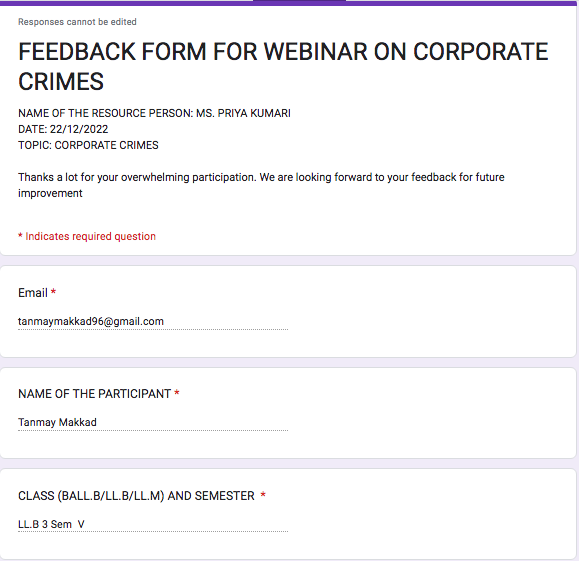 Responses cannot be edited
FEEDBACK FORM FOR WEBINAR ON CORPORATE
CRIMES
NAME OF THE RESOURCE PERSON: MS. PRIYA KUMARI
DATE: 22/12/2022
TOPIC: CORPORATE CRIMES
Thanks a lot for your overwhelming participation. We are looking forward to your feedback for future
improvement
* Indicates required question
Email *
tanmaymakkad96@gmail.com
NAME OF THE PARTICIPANT *
Tanmay Makkad
CLASS (BALL.B/LL.B/LL.M) AND SEMESTER *
LL.B 3 Sem V